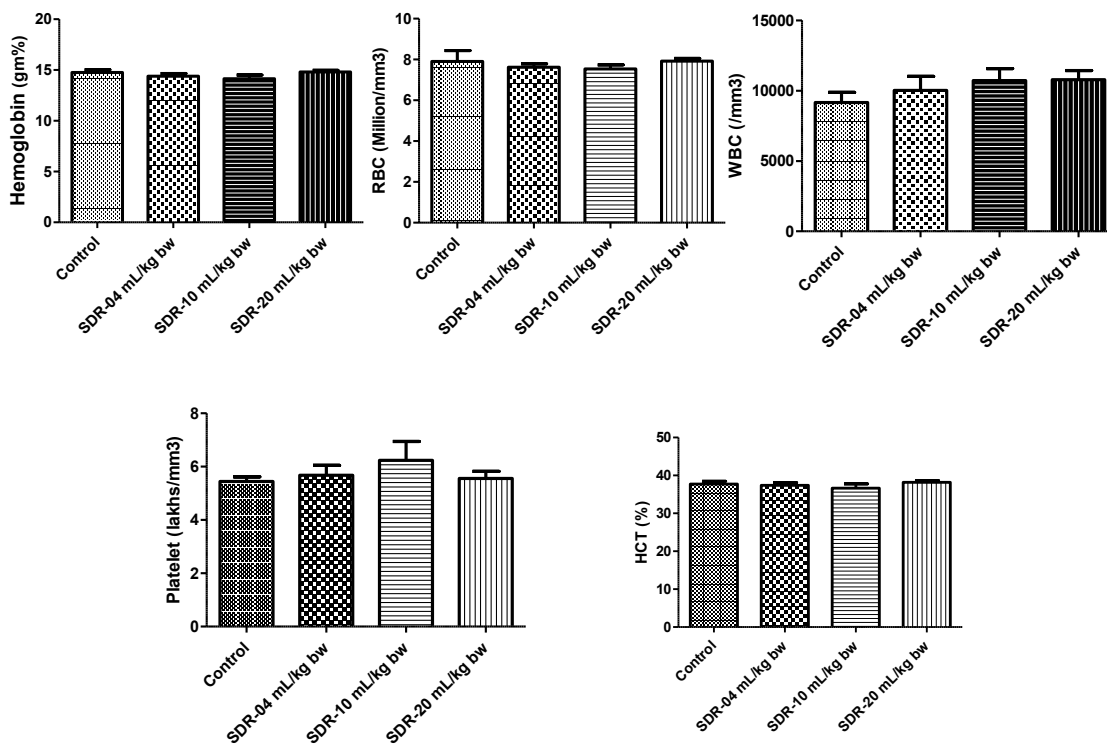 Hemoglobin (gm%)
20
15
10
5
0
Control
SDR-04 mL/kg bw
SDR-10 mL/kg bw
SDR-20 mL/kg bw
RBC (Million/mm3)
10
8
6
4
2
0
Control
SDR-04 mL/kg bw
SDR-10 mL/kg bw
SDR-20 mL/kg bw
WBC (/mm3)
15000
10000
5000
0
Control
SDR-04 mL/kg bw
SDR-10 mL/kg bw
SDR-20 mL/kg bw
Platelet (lakhs/mm3)
8
6
4
2
0
Control
SDR-04 mL/kg bw
SDR-10 mL/kg bw
SDR-20 mL/kg bw
HCT (%)
50
40
30
20
10
0
Control
SDR-04 mL/kg bw
SDR-10 mL/kg bw
SDR-20 mL/kg bw